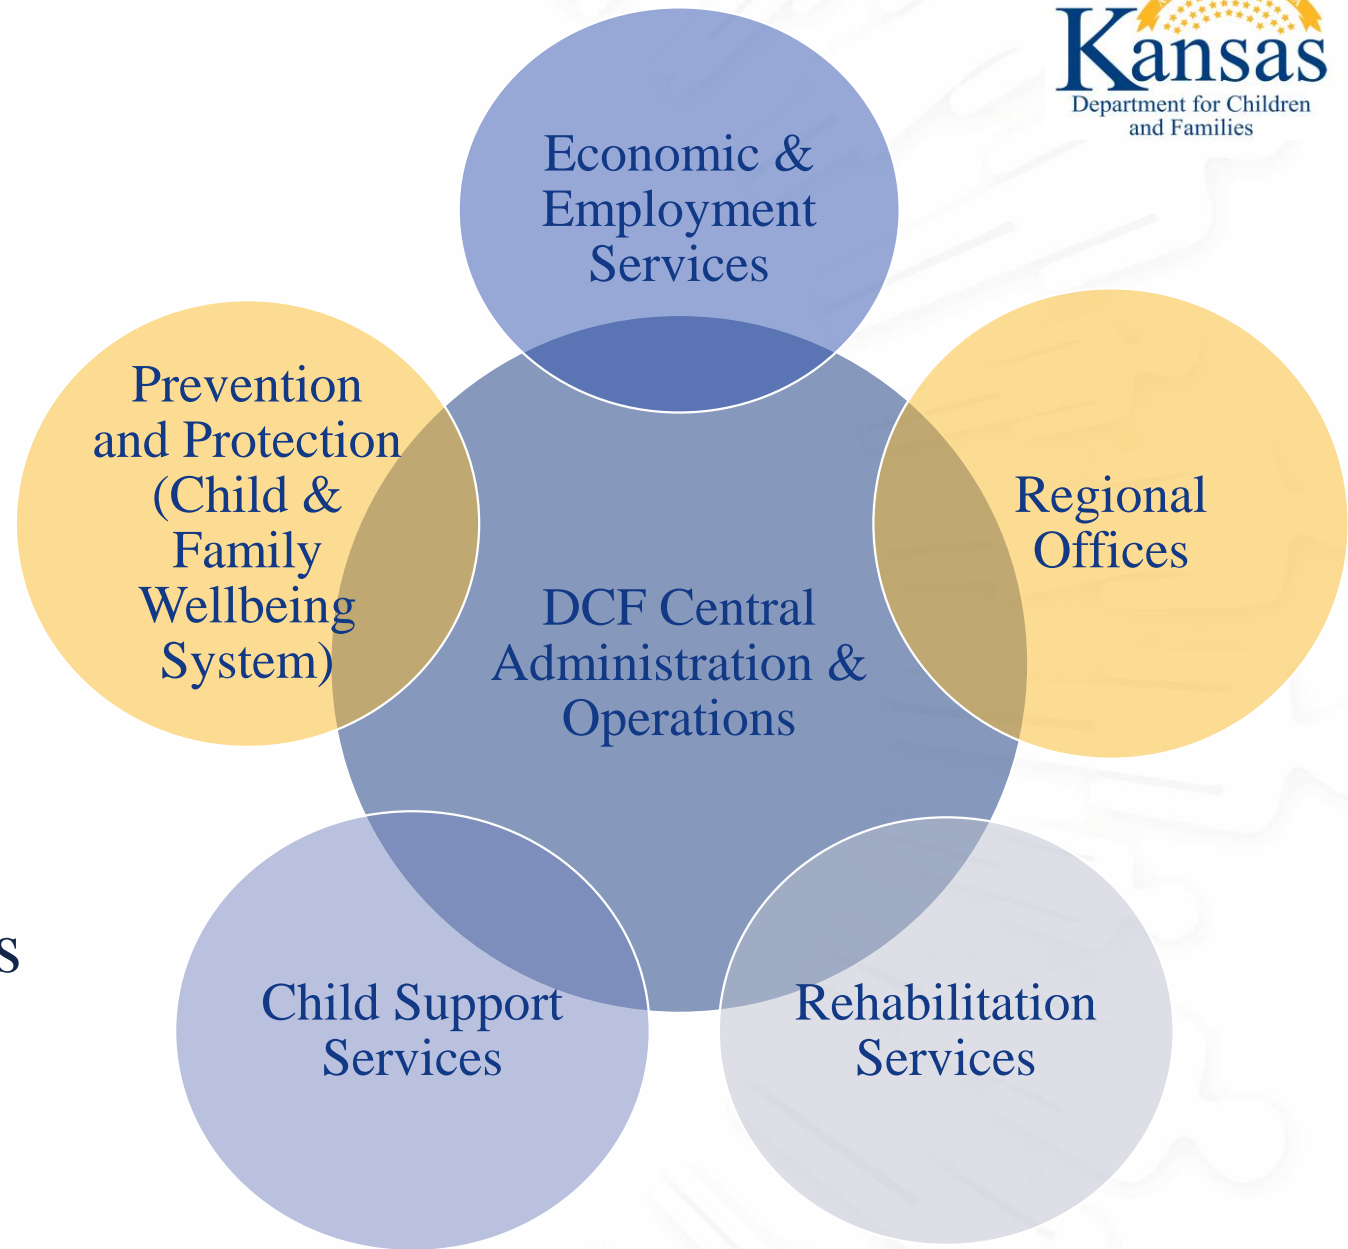 Kansas
Department for Children
and Families
Economic &
Employment
Services
Prevention
and Protection
(Child &
Family
Wellbeing
System)
Regional
Offices
DCF Central
Administration &
Operations
s
Child Support
Services
Rehabilitation
Services